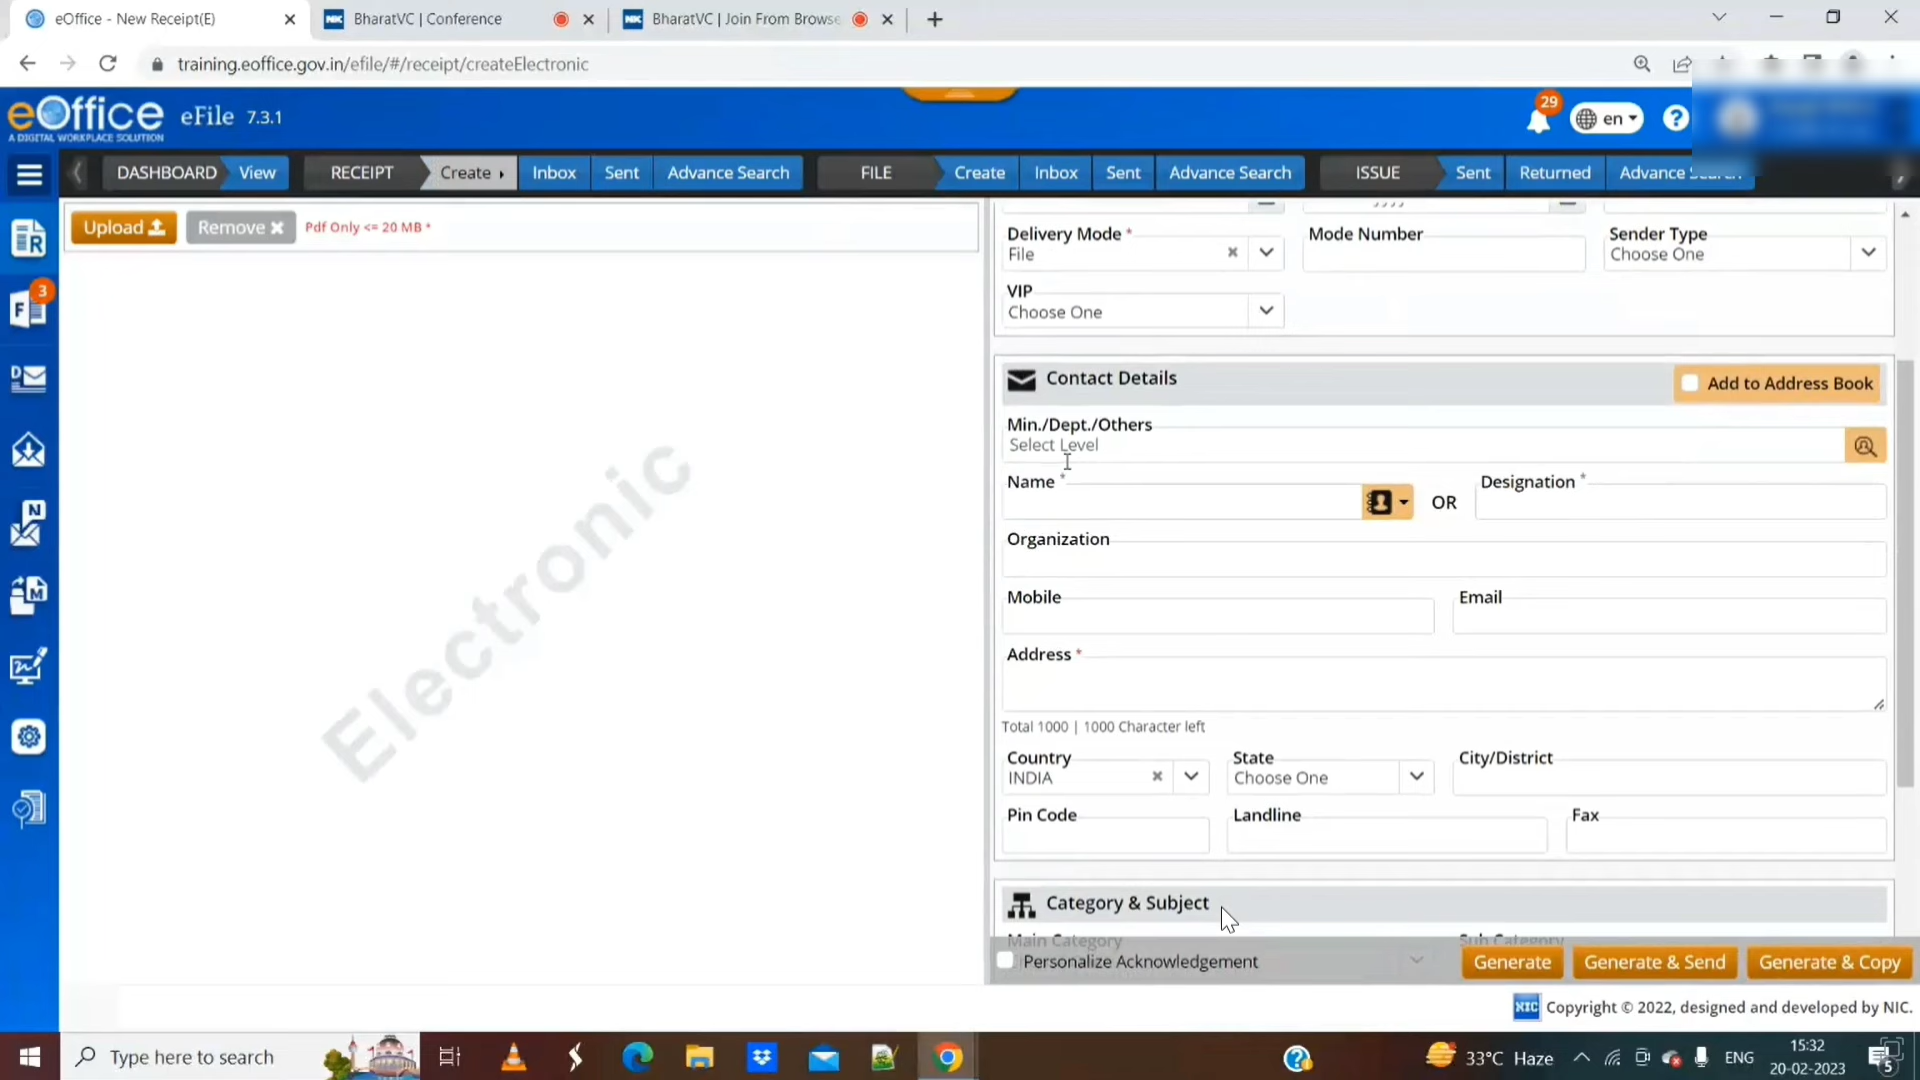 eOffice - New Receipt(E)
BharatVC | Conference
BharatVC | Join From Browse
training.eoffice.gov.in/efile/#/receipt/createElectronic
eOffice
A DIGITAL WORKPLACE SOLUTION
eFile 7.3.1
29
en
?
DASHBOARD View RECEIPT Create Inbox Sent Advance Search FILE Create Inbox Sent Advance Search ISSUE Sent Returned Advance
Upload Remove Pdf Only <= 20 MB *
3
Electronic
Delivery Mode * Mode Number Sender Type
File Choose One
VIP
Choose One
Contact Details Add to Address Book
Min./Dept./Others
Select Level
Name * OR Designation *
Organization
Mobile Email
Address *
Total 1000 | 1000 Character left
Country State City/District
INDIA Choose One
Pin Code Landline Fax
Category & Subject
Main Category Sub Category
Personalize Acknowledgement Generate Generate & Send Generate & Copy
NIC Copyright © 2022, designed and developed by NIC.
Type here to search
33°C Haze ENG
15:32
20-02-2023
5